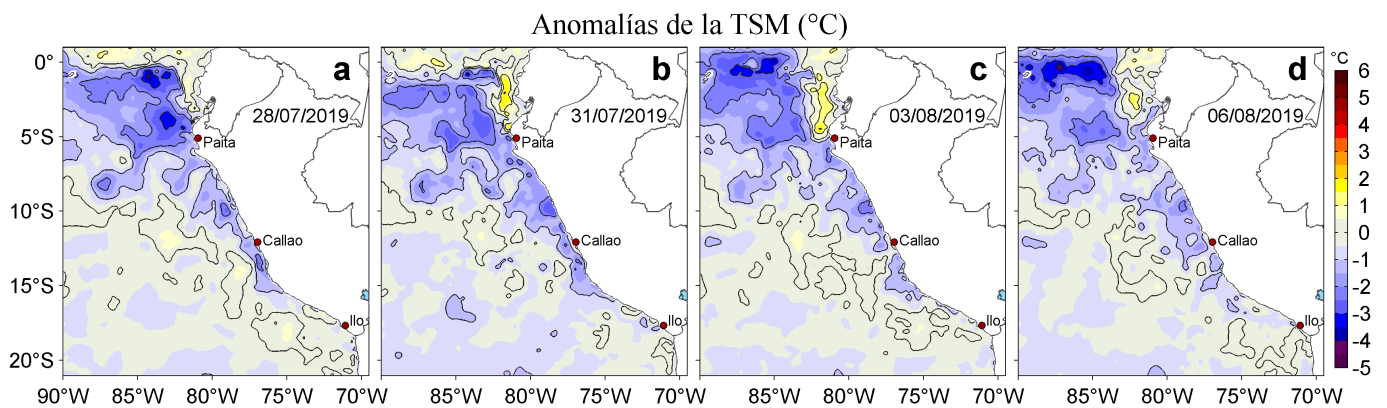 Anomalías de la TSM (°C)
a
b
c
d
°C
28/07/2019
31/07/2019
03/08/2019
06/08/2019
0°
5°S
10°S
15°S
20°S
Paita
Callao
Ilo
Paita
Callao
Ilo
Paita
Callao
Ilo
Paita
Callao
Ilo
90°W 85°W 80°W 75°W 70°W
85°W 80°W 75°W 70°W
85°W 80°W 75°W 70°W
85°W 80°W 75°W 70°W
6
5
4
3
2
1
0
-1
-2
-3
-4
-5